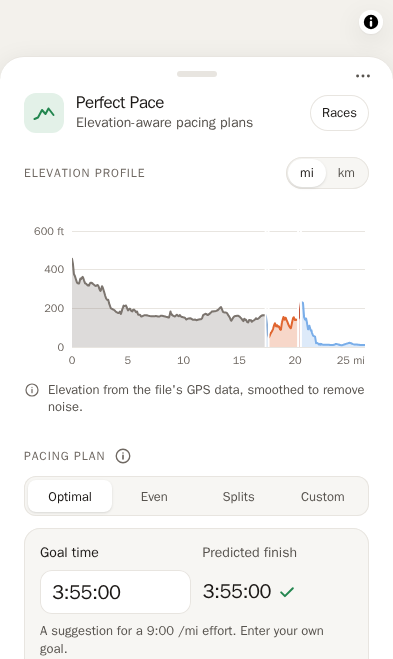 Perfect Pace
Elevation-aware pacing plans
Races
ELEVATION PROFILE
mi
km
600 ft
400
200
0
0 5 10 15 20 25 mi
Elevation from the file's GPS data, smoothed to remove
noise.
PACING PLAN
Optimal Even Splits Custom
Goal time
Predicted finish
3:55:00
3:55:00
A suggestion for a 9:00 /mi effort. Enter your own
goal.